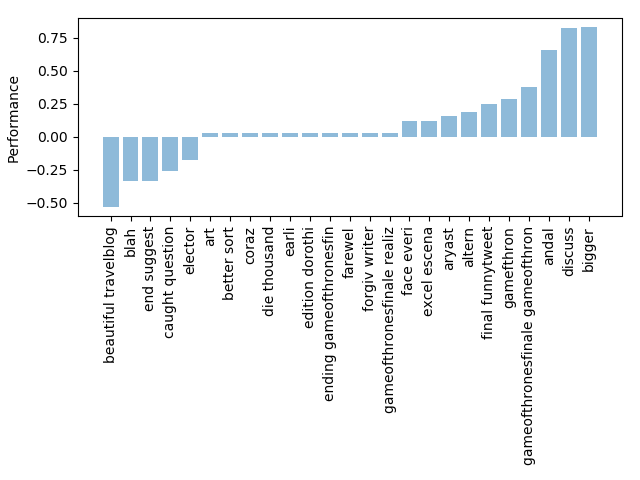 Performance
0.75
0.50
0.25
0.00
−0.25
−0.50
beautiful travelblog
blah
end suggest
caught question
elector
art
better sort
coraz
die thousand
earli
edition dorothi
ending gameofthronesfin
farewel
forgiv writer
gameofthronesfinale realiz
face everi
excel escena
aryast
altern
final funnytweet
gamefthron
gameofthronesfinale gameofthron
andal
discuss
bigger